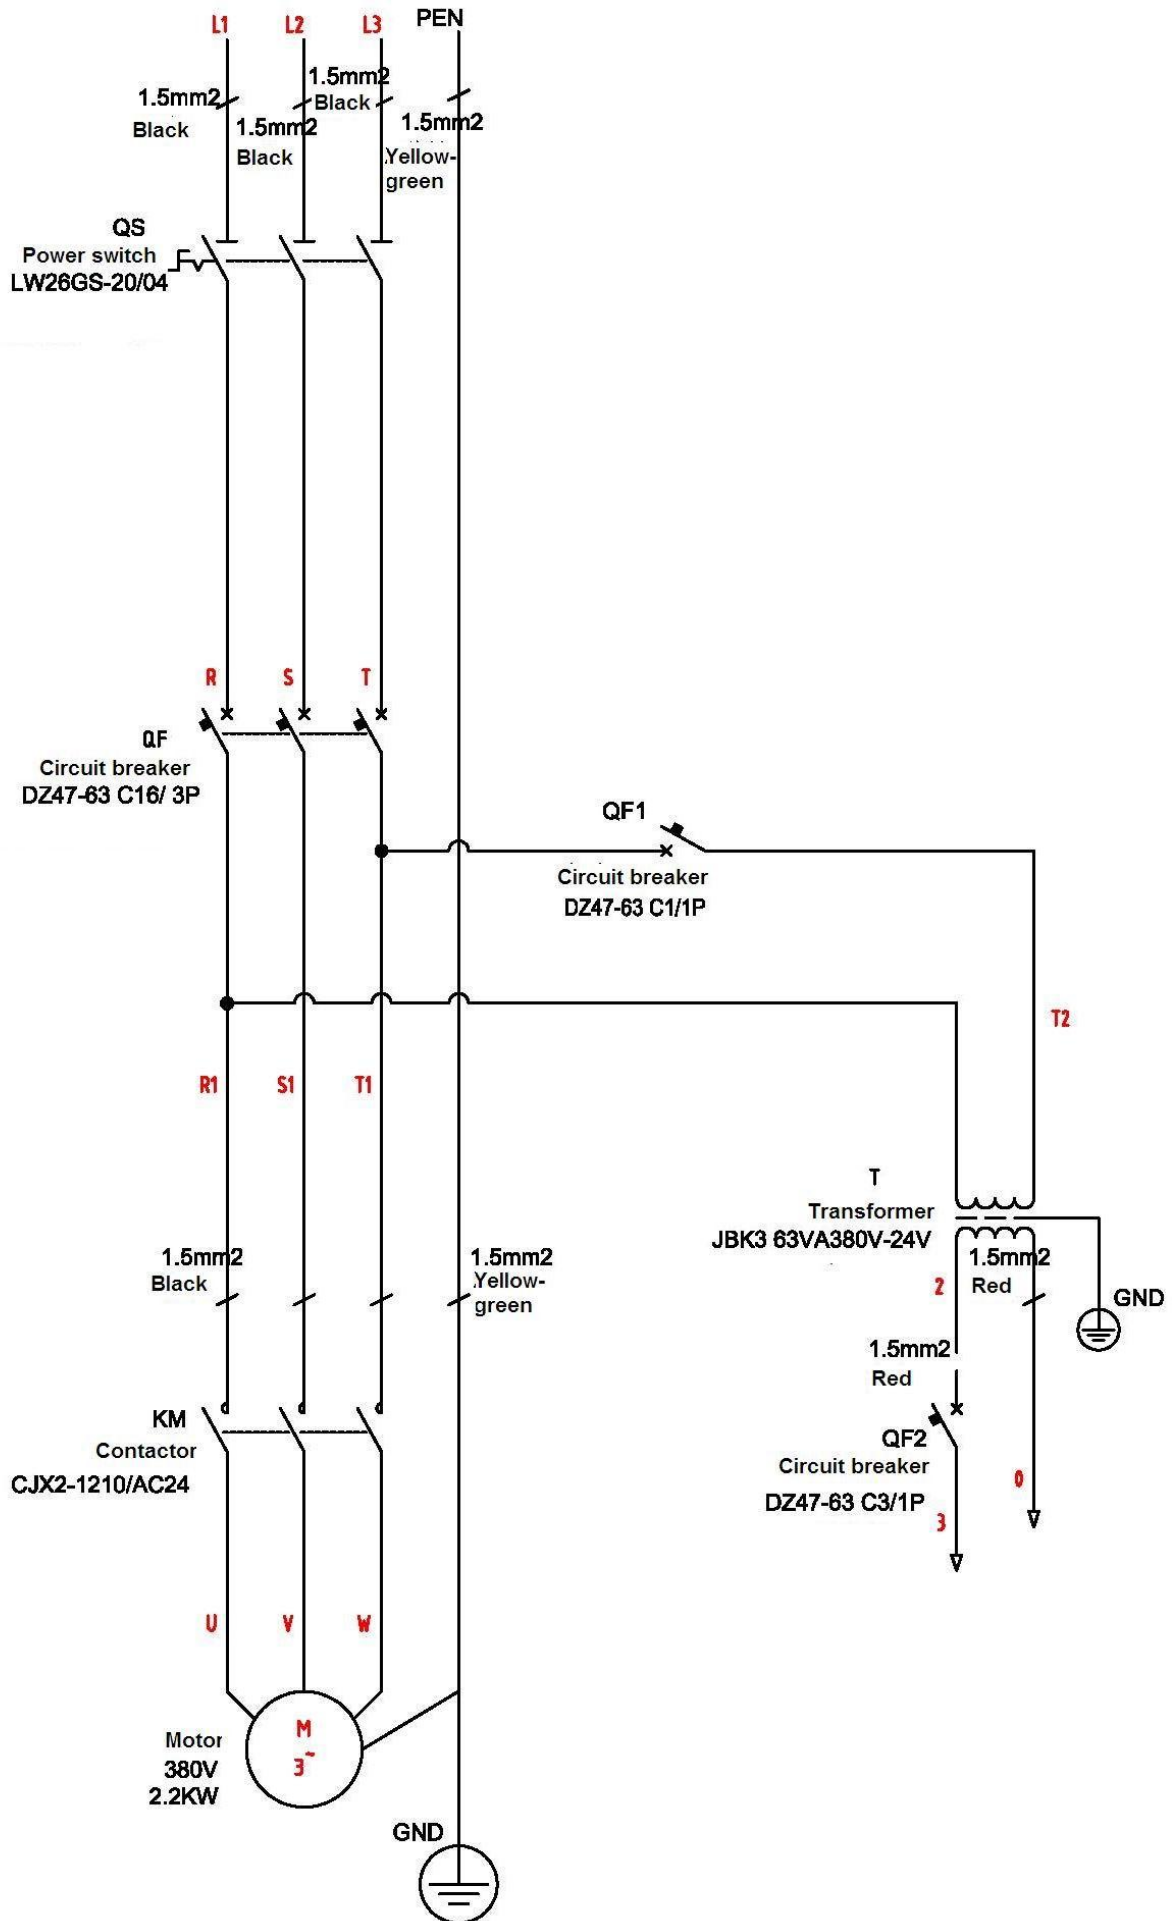 L1
L2
L3
PEN
1.5mm2
Black
1.5mm2
Black
1.5mm2
Black
1.5mm2
Yellow-
green
QS
Power switch
LW26GS-20/04
R
S
T
QF
Circuit breaker
DZ47-63 C16/ 3P
QF1
Circuit breaker
DZ47-63 C1/1P
T2
R1
S1
T1
T
Transformer
JBK3 63VA380V-24V
1.5mm2
Black
1.5mm2
Yellow-
green
1.5mm2
Red
2
GND
1.5mm2
Red
KM
Contactor
CJX2-1210/AC24
QF2
Circuit breaker
DZ47-63 C3/1P
0
3
U
V
W
M
3~
Motor
380V
2.2KW
GND